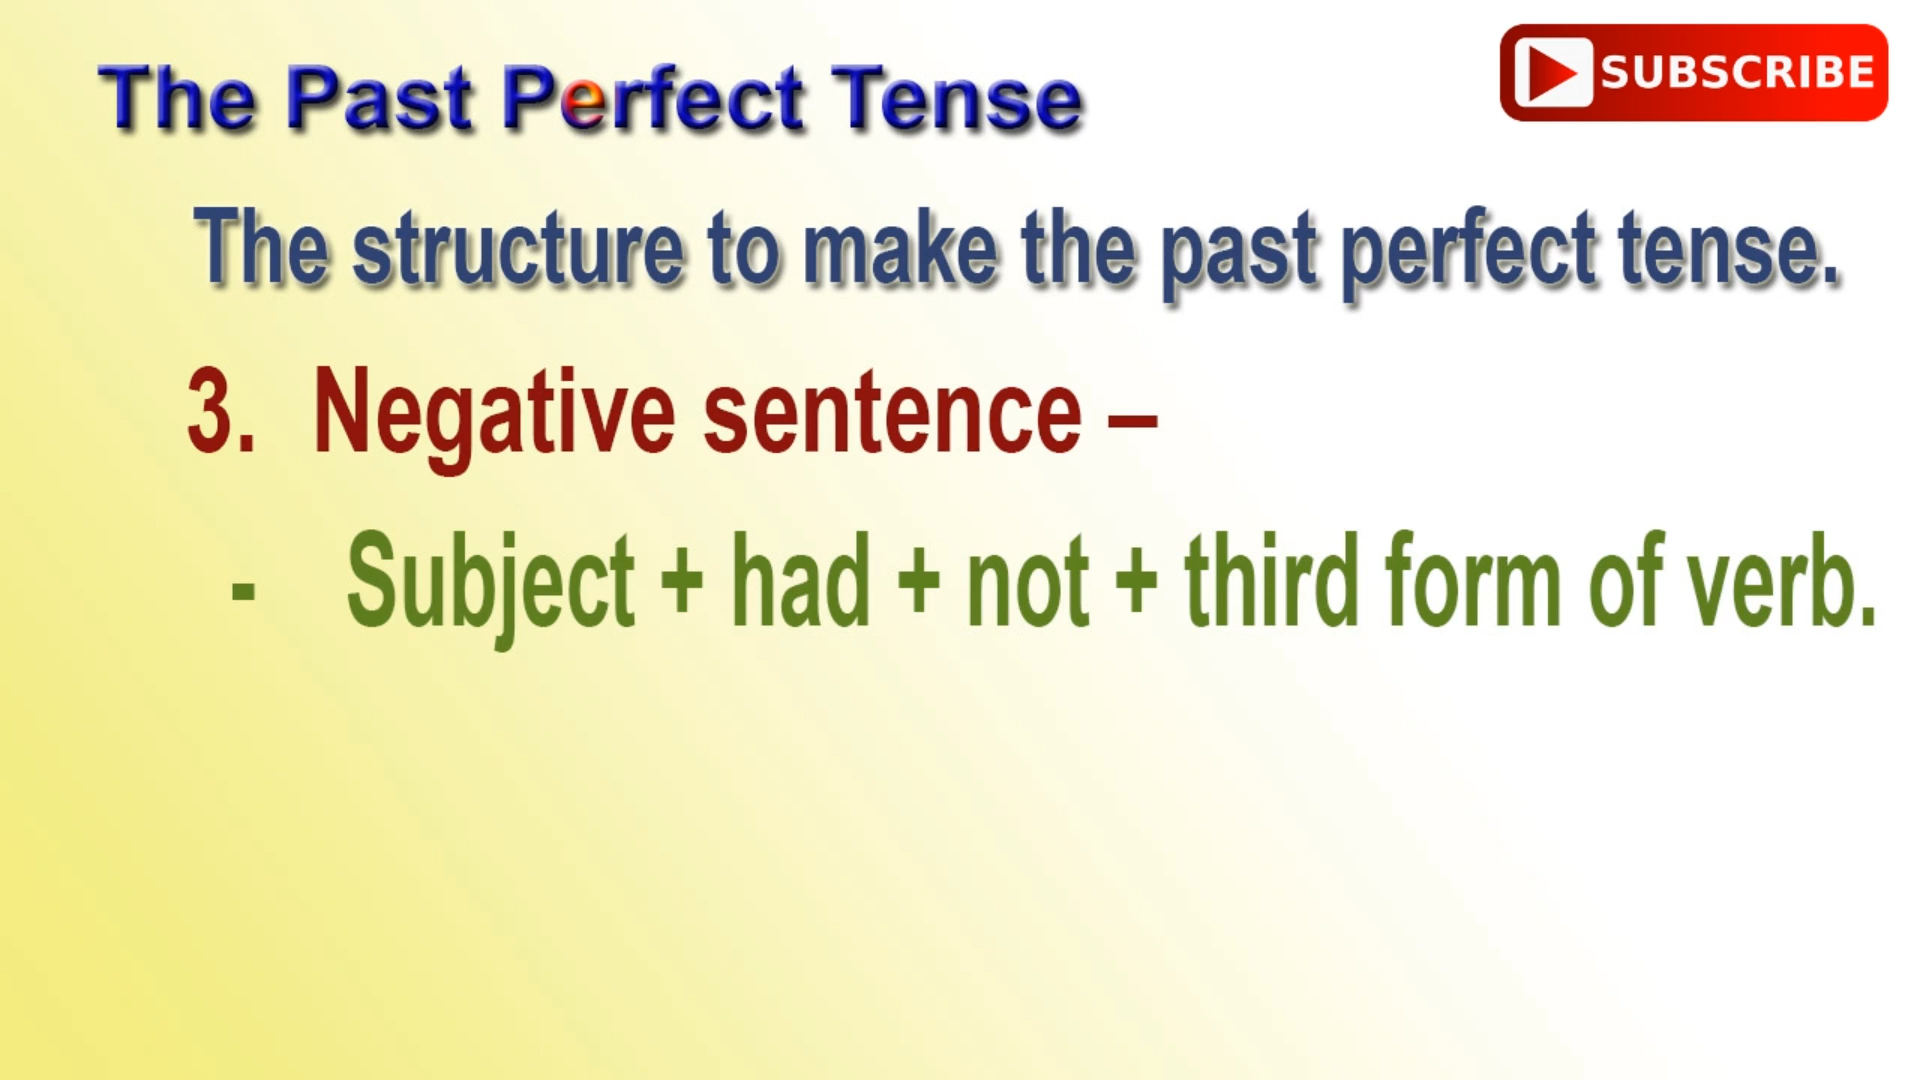 The Past Perfect Tense
SUBSCRIBE
The structure to make the past perfect tense.
3. Negative sentence –
- Subject + had + not + third form of verb.